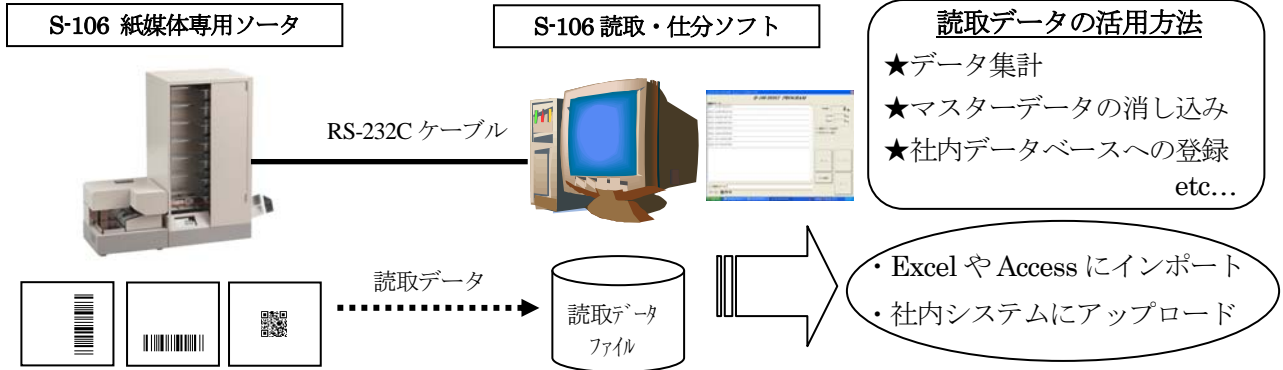 S-106 紙媒体専用ソータ
S-106 読取・仕分ソフト
読取データの活用方法
★データ集計
★マスターデータの消し込み
★社内データベースへの登録
etc…
RS-232C ケーブル
読取データ
読取データ
ファイル
・Excel や Access にインポート
・社内システムにアップロード